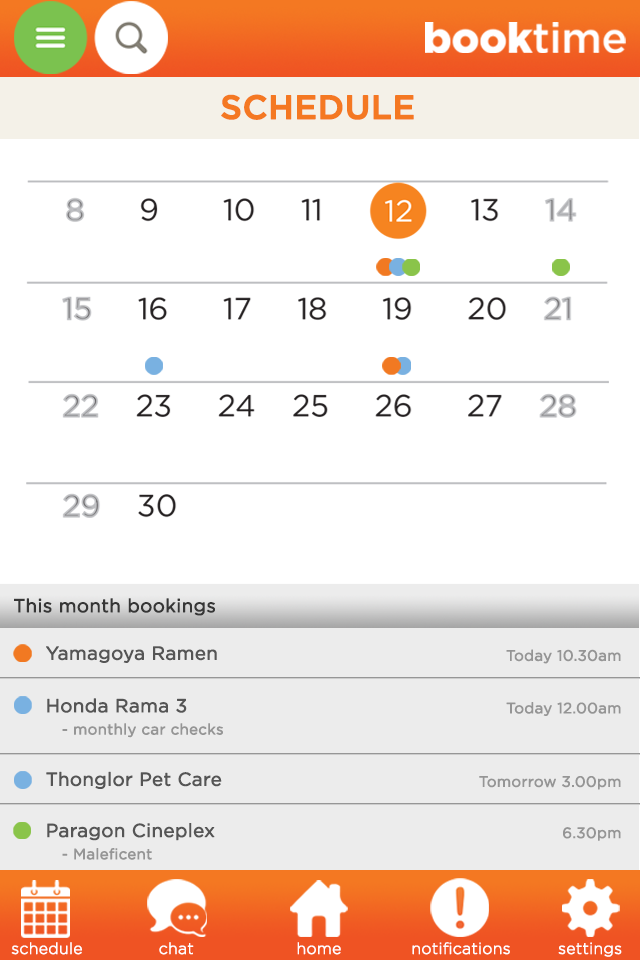 booktime
SCHEDULE
8 9 10 11 12 13 14
15 16 17 18 19 20 21
22 23 24 25 26 27 28
29 30
This month bookings
Yamagoya Ramen Today 10.30am
Honda Rama 3 Today 12.00am
- monthly car checks
Thonglor Pet Care Tomorrow 3.00pm
Paragon Cineplex 6.30pm
- Maleficent
schedule chat home notifications settings